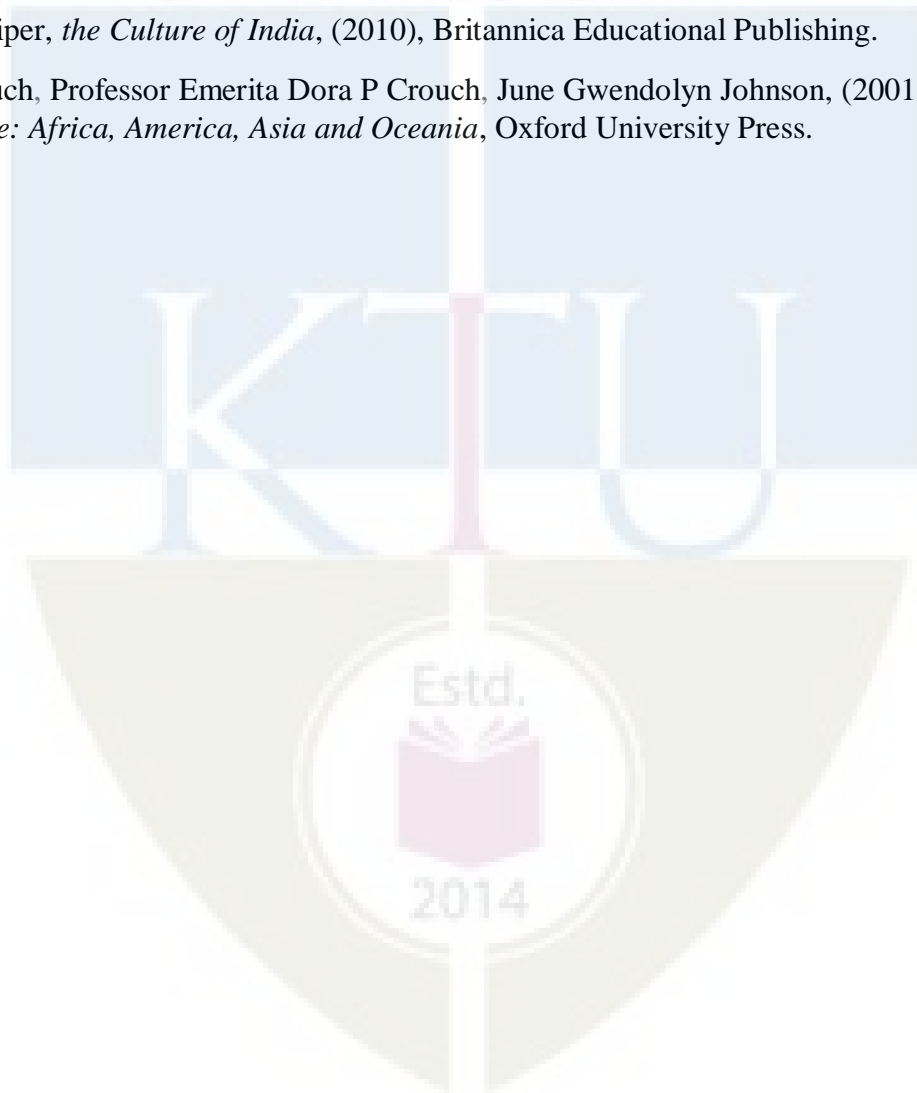 iper, the Culture of India, (2010), Britannica Educational Publishing.
uch, Professor Emerita Dora P Crouch, June Gwendolyn Johnson, (2001
e: Africa, America, Asia and Oceania, Oxford University Press.
KTU
Estd.
2014